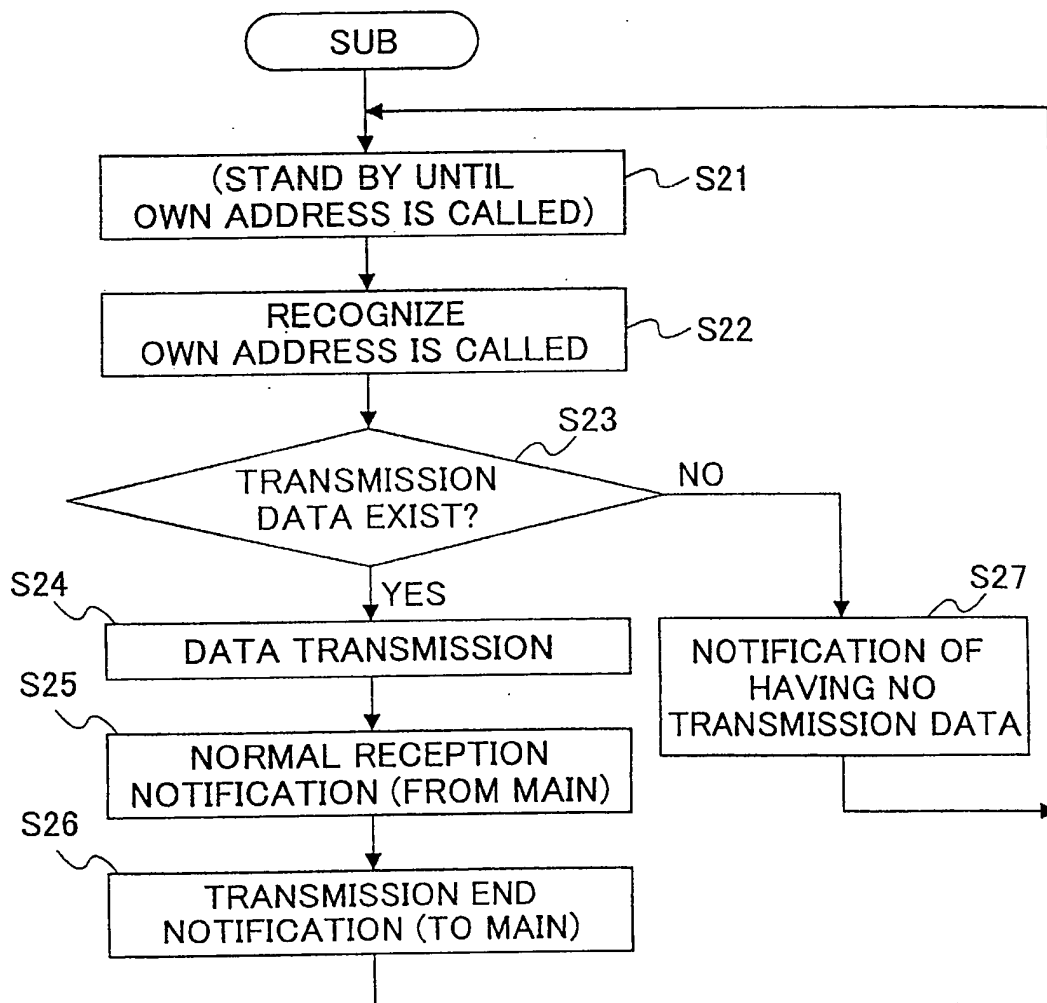 SUB
(STAND BY UNTIL
OWN ADDRESS IS CALLED)
S21
RECOGNIZE
OWN ADDRESS IS CALLED
S22
S23
TRANSMISSION
DATA EXIST?
NO
S24
YES
DATA TRANSMISSION
S27
NOTIFICATION OF
HAVING NO
TRANSMISSION DATA
S25
NORMAL RECEPTION
NOTIFICATION (FROM MAIN)
S26
TRANSMISSION END
NOTIFICATION (TO MAIN)